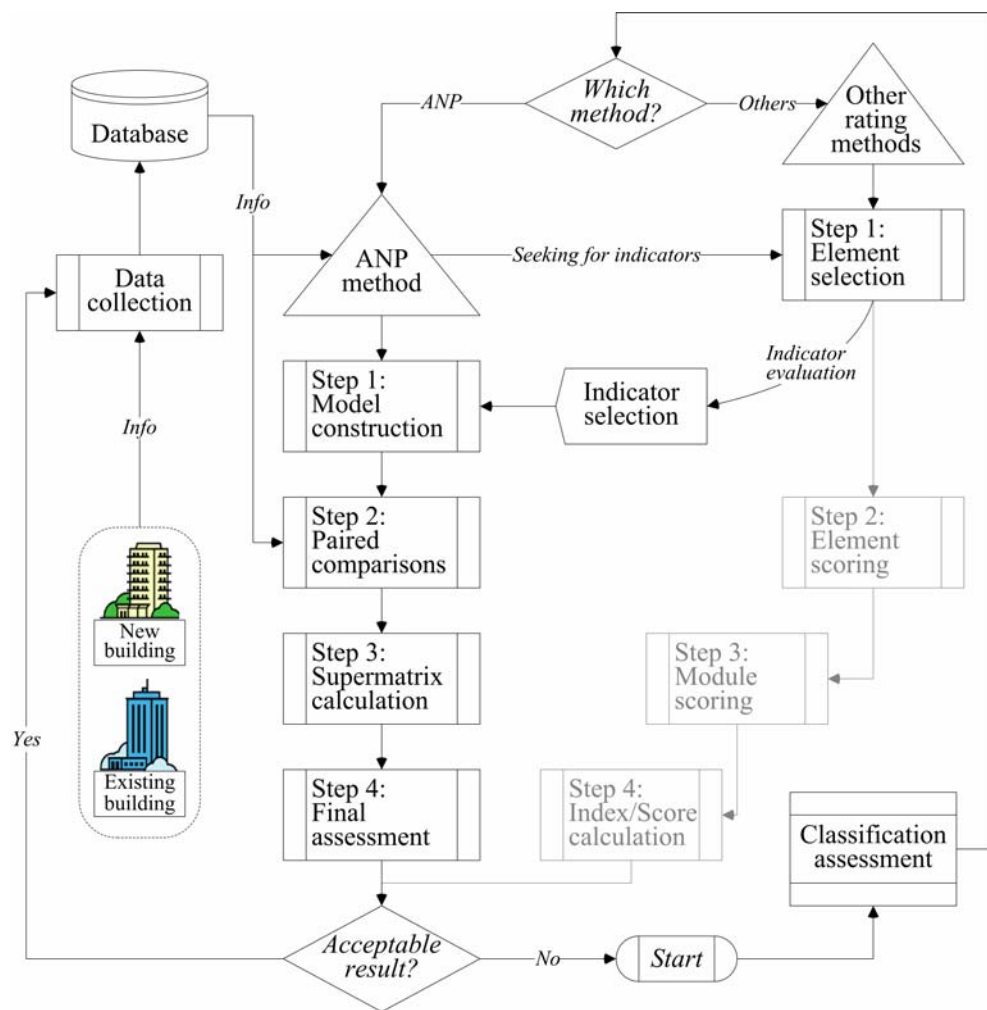 Which
method?
ANP
Others
Other
rating
methods
Database
Info
ANP
method
Seeking for indicators
Step 1:
Element
selection
Data
collection
Indicator
evaluation
Step 1:
Model
construction
Indicator
selection
Info
Step 2:
Paired
comparisons
Step 2:
Element
scoring
New
building
Step 3:
Supermatrix
calculation
Step 3:
Module
scoring
Yes
Existing
building
Step 4:
Final
assessment
Step 4:
Index/Score
calculation
Classification
assessment
Acceptable
result?
No
Start